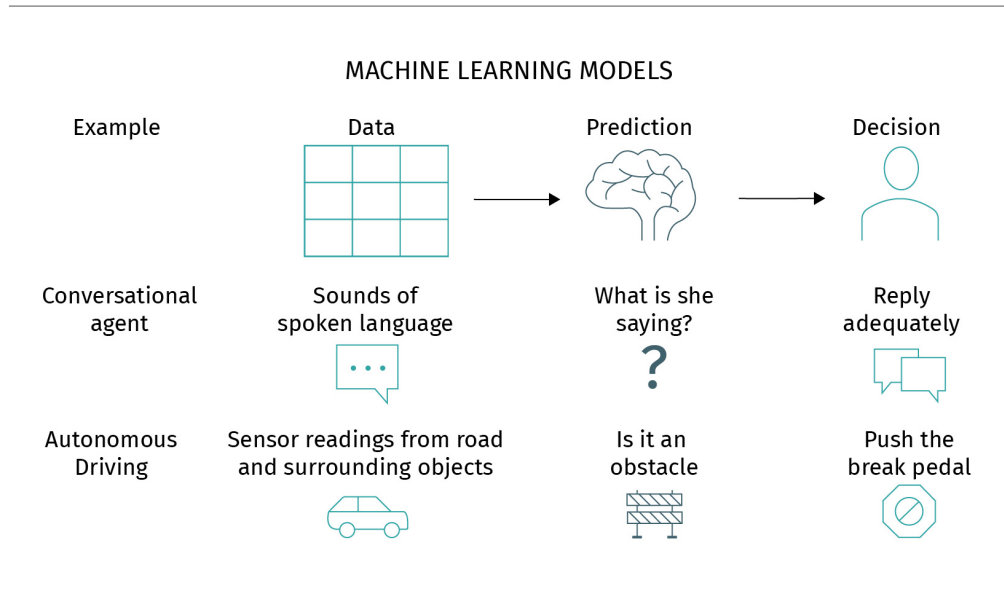 MACHINE LEARNING MODELS
Example
Data
Prediction
Decision
Conversational
agent
Sounds of
spoken language
What is she
saying?
?
Reply
adequately
Autonomous
Driving
Sensor readings from road
and surrounding objects
Is it an
obstacle
Push the
break pedal